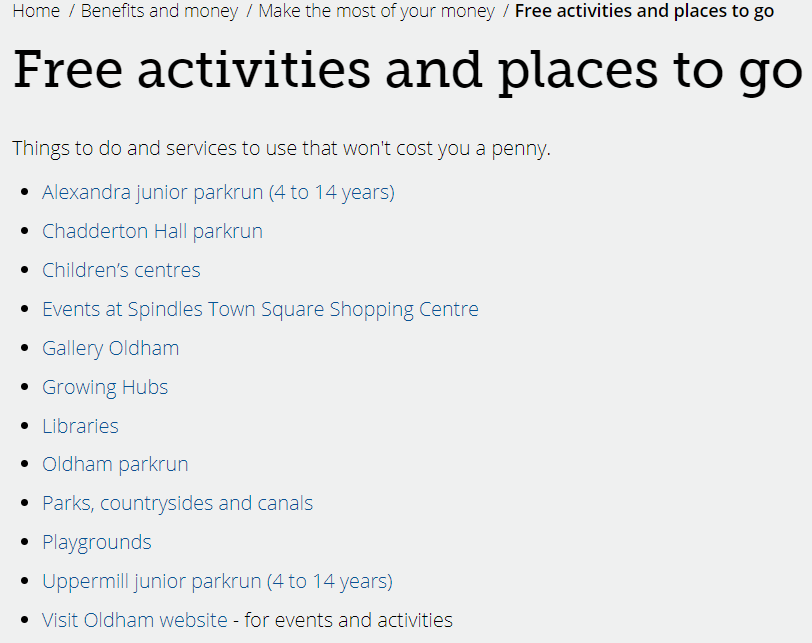 Home / Benefits and money / Make the most of your money / Free activities and places to go
Free activities and places to go
Things to do and services to use that won't cost you a penny.
Alexandra junior parkrun (4 to 14 years)
Chadderton Hall parkrun
Children’s centres
Events at Spindles Town Square Shopping Centre
Gallery Oldham
Growing Hubs
Libraries
Oldham parkrun
Parks, countrysides and canals
Playgrounds
Uppermill junior parkrun (4 to 14 years)
Visit Oldham website - for events and activities